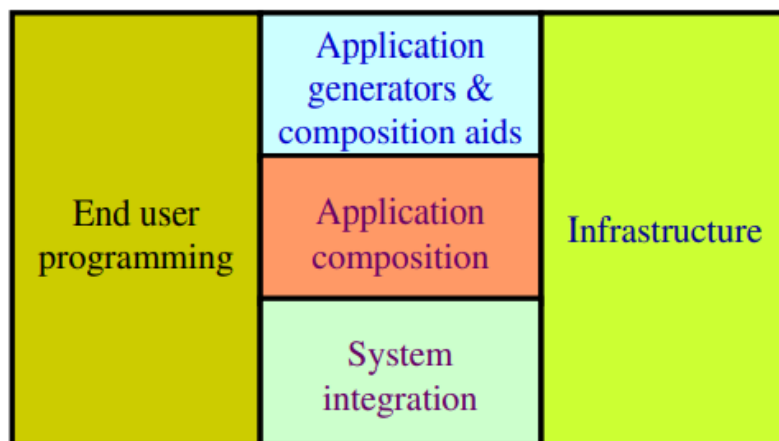 End user
programming
Application
generators &
composition aids
Application
composition
System
integration
Infrastructure